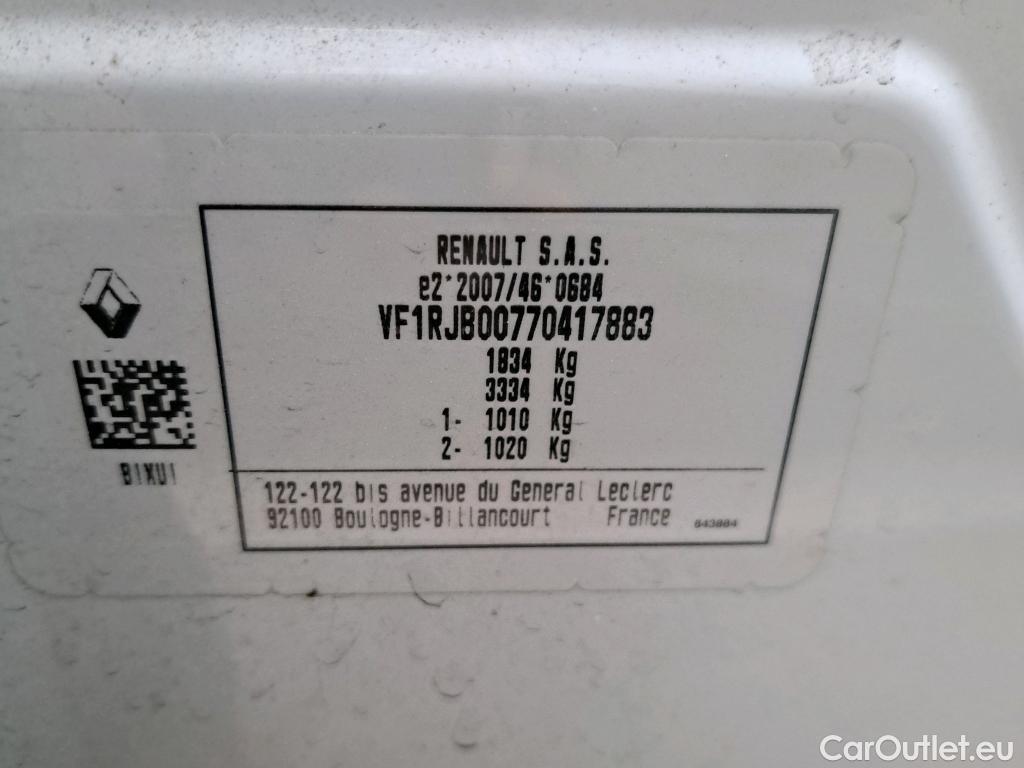 RENAULT S.A.S.
e2*2007/46*0684
VF1RJB00770417883
1834 Kg
3334 Kg
1- 1010 Kg
2- 1020 Kg
122-122 bis avenue du General Leclerc
92100 Boulogne-Billancourt France
643884
BIXUI
CarOutlet.eu